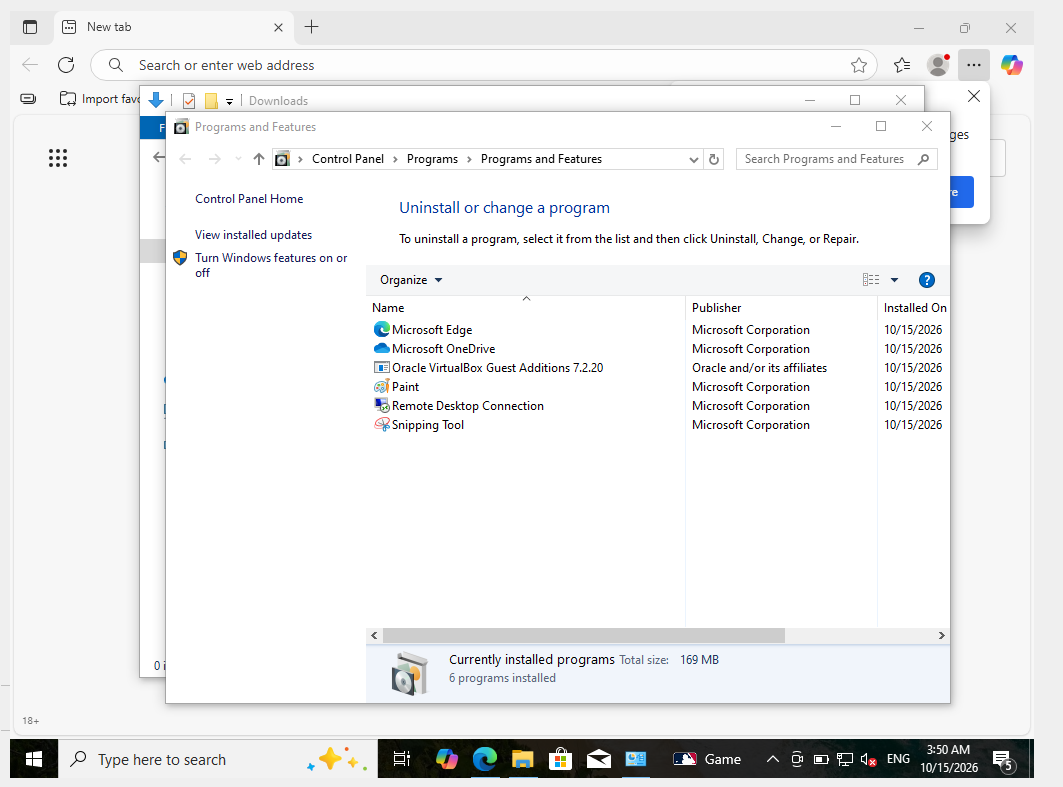 New tab
Search or enter web address
Import favo
Downloads
ges
Programs and Features
Control Panel
Programs
Programs and Features
Search Programs and Features
Control Panel Home
View installed updates
Turn Windows features on or
off
Uninstall or change a program
To uninstall a program, select it from the list and then click Uninstall, Change, or Repair.
re
Organize
Name Publisher Installed On
Microsoft Edge Microsoft Corporation 10/15/2026
Microsoft OneDrive Microsoft Corporation 10/15/2026
Oracle VirtualBox Guest Additions 7.2.20 Oracle and/or its affiliates 10/15/2026
Paint Microsoft Corporation 10/15/2026
Remote Desktop Connection Microsoft Corporation 10/15/2026
Snipping Tool Microsoft Corporation 10/15/2026
0 i
Currently installed programs Total size: 169 MB
6 programs installed
18+
Type here to search
Game
ENG
3:50 AM
10/15/2026
5